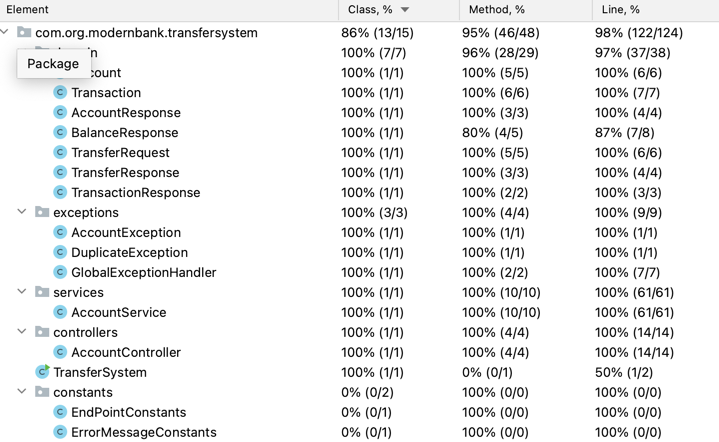 Element Class, % Method, % Line, %
com.org.modernbank.transfersystem 86% (13/15) 95% (46/48) 98% (122/124)
100% (7/7) 96% (28/29) 97% (37/38)
Package
100% (1/1) 100% (5/5) 100% (6/6)
Transaction 100% (1/1) 100% (6/6) 100% (7/7)
AccountResponse 100% (1/1) 100% (3/3) 100% (4/4)
BalanceResponse 100% (1/1) 80% (4/5) 87% (7/8)
TransferRequest 100% (1/1) 100% (5/5) 100% (6/6)
TransferResponse 100% (1/1) 100% (3/3) 100% (4/4)
TransactionResponse 100% (1/1) 100% (2/2) 100% (3/3)
exceptions 100% (3/3) 100% (4/4) 100% (9/9)
AccountException 100% (1/1) 100% (1/1) 100% (1/1)
DuplicateException 100% (1/1) 100% (1/1) 100% (1/1)
GlobalExceptionHandler 100% (1/1) 100% (2/2) 100% (7/7)
services 100% (1/1) 100% (10/10) 100% (61/61)
AccountService 100% (1/1) 100% (10/10) 100% (61/61)
controllers 100% (1/1) 100% (4/4) 100% (14/14)
AccountController 100% (1/1) 100% (4/4) 100% (14/14)
TransferSystem 100% (1/1) 0% (0/1) 50% (1/2)
constants 0% (0/2) 100% (0/0) 100% (0/0)
EndPointConstants 0% (0/1) 100% (0/0) 100% (0/0)
ErrorMessageConstants 0% (0/1) 100% (0/0) 100% (0/0)